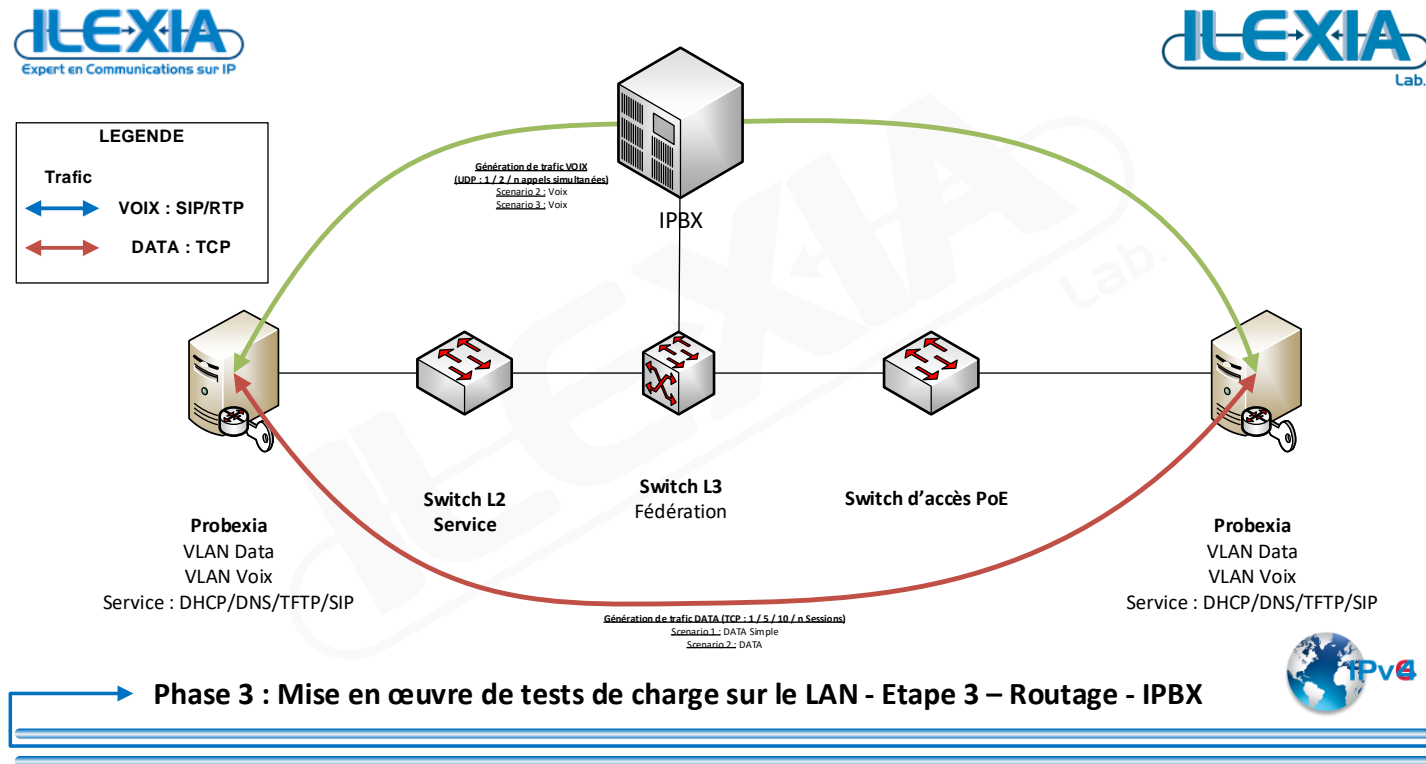 ILEXIA
Expert en Communications sur IP
ILEXIA
Lab.
LEGENDE
Trafic
VOIX : SIP/RTP
DATA : TCP
Génération de trafic VOIX
(UDP : 1 / 2 / n appels simultanées)
Scenario 2 : Voix
Scenario 3 : Voix
IPBX
ILEXIA
Lab.
Switch L2
Service
Switch L3
Fédération
Switch d'accès PoE
Probexia
VLAN Data
VLAN Voix
Service : DHCP/DNS/TFTP/SIP
Probexia
VLAN Data
VLAN Voix
Service : DHCP/DNS/TFTP/SIP
Génération de trafic DATA (TCP : 1 / 5 / 10 / n Sessions)
Scenario 1 : DATA Simple
Scenario 2 : DATA
Phase 3 : Mise en œuvre de tests de charge sur le LAN - Etape 3 – Routage - IPBX